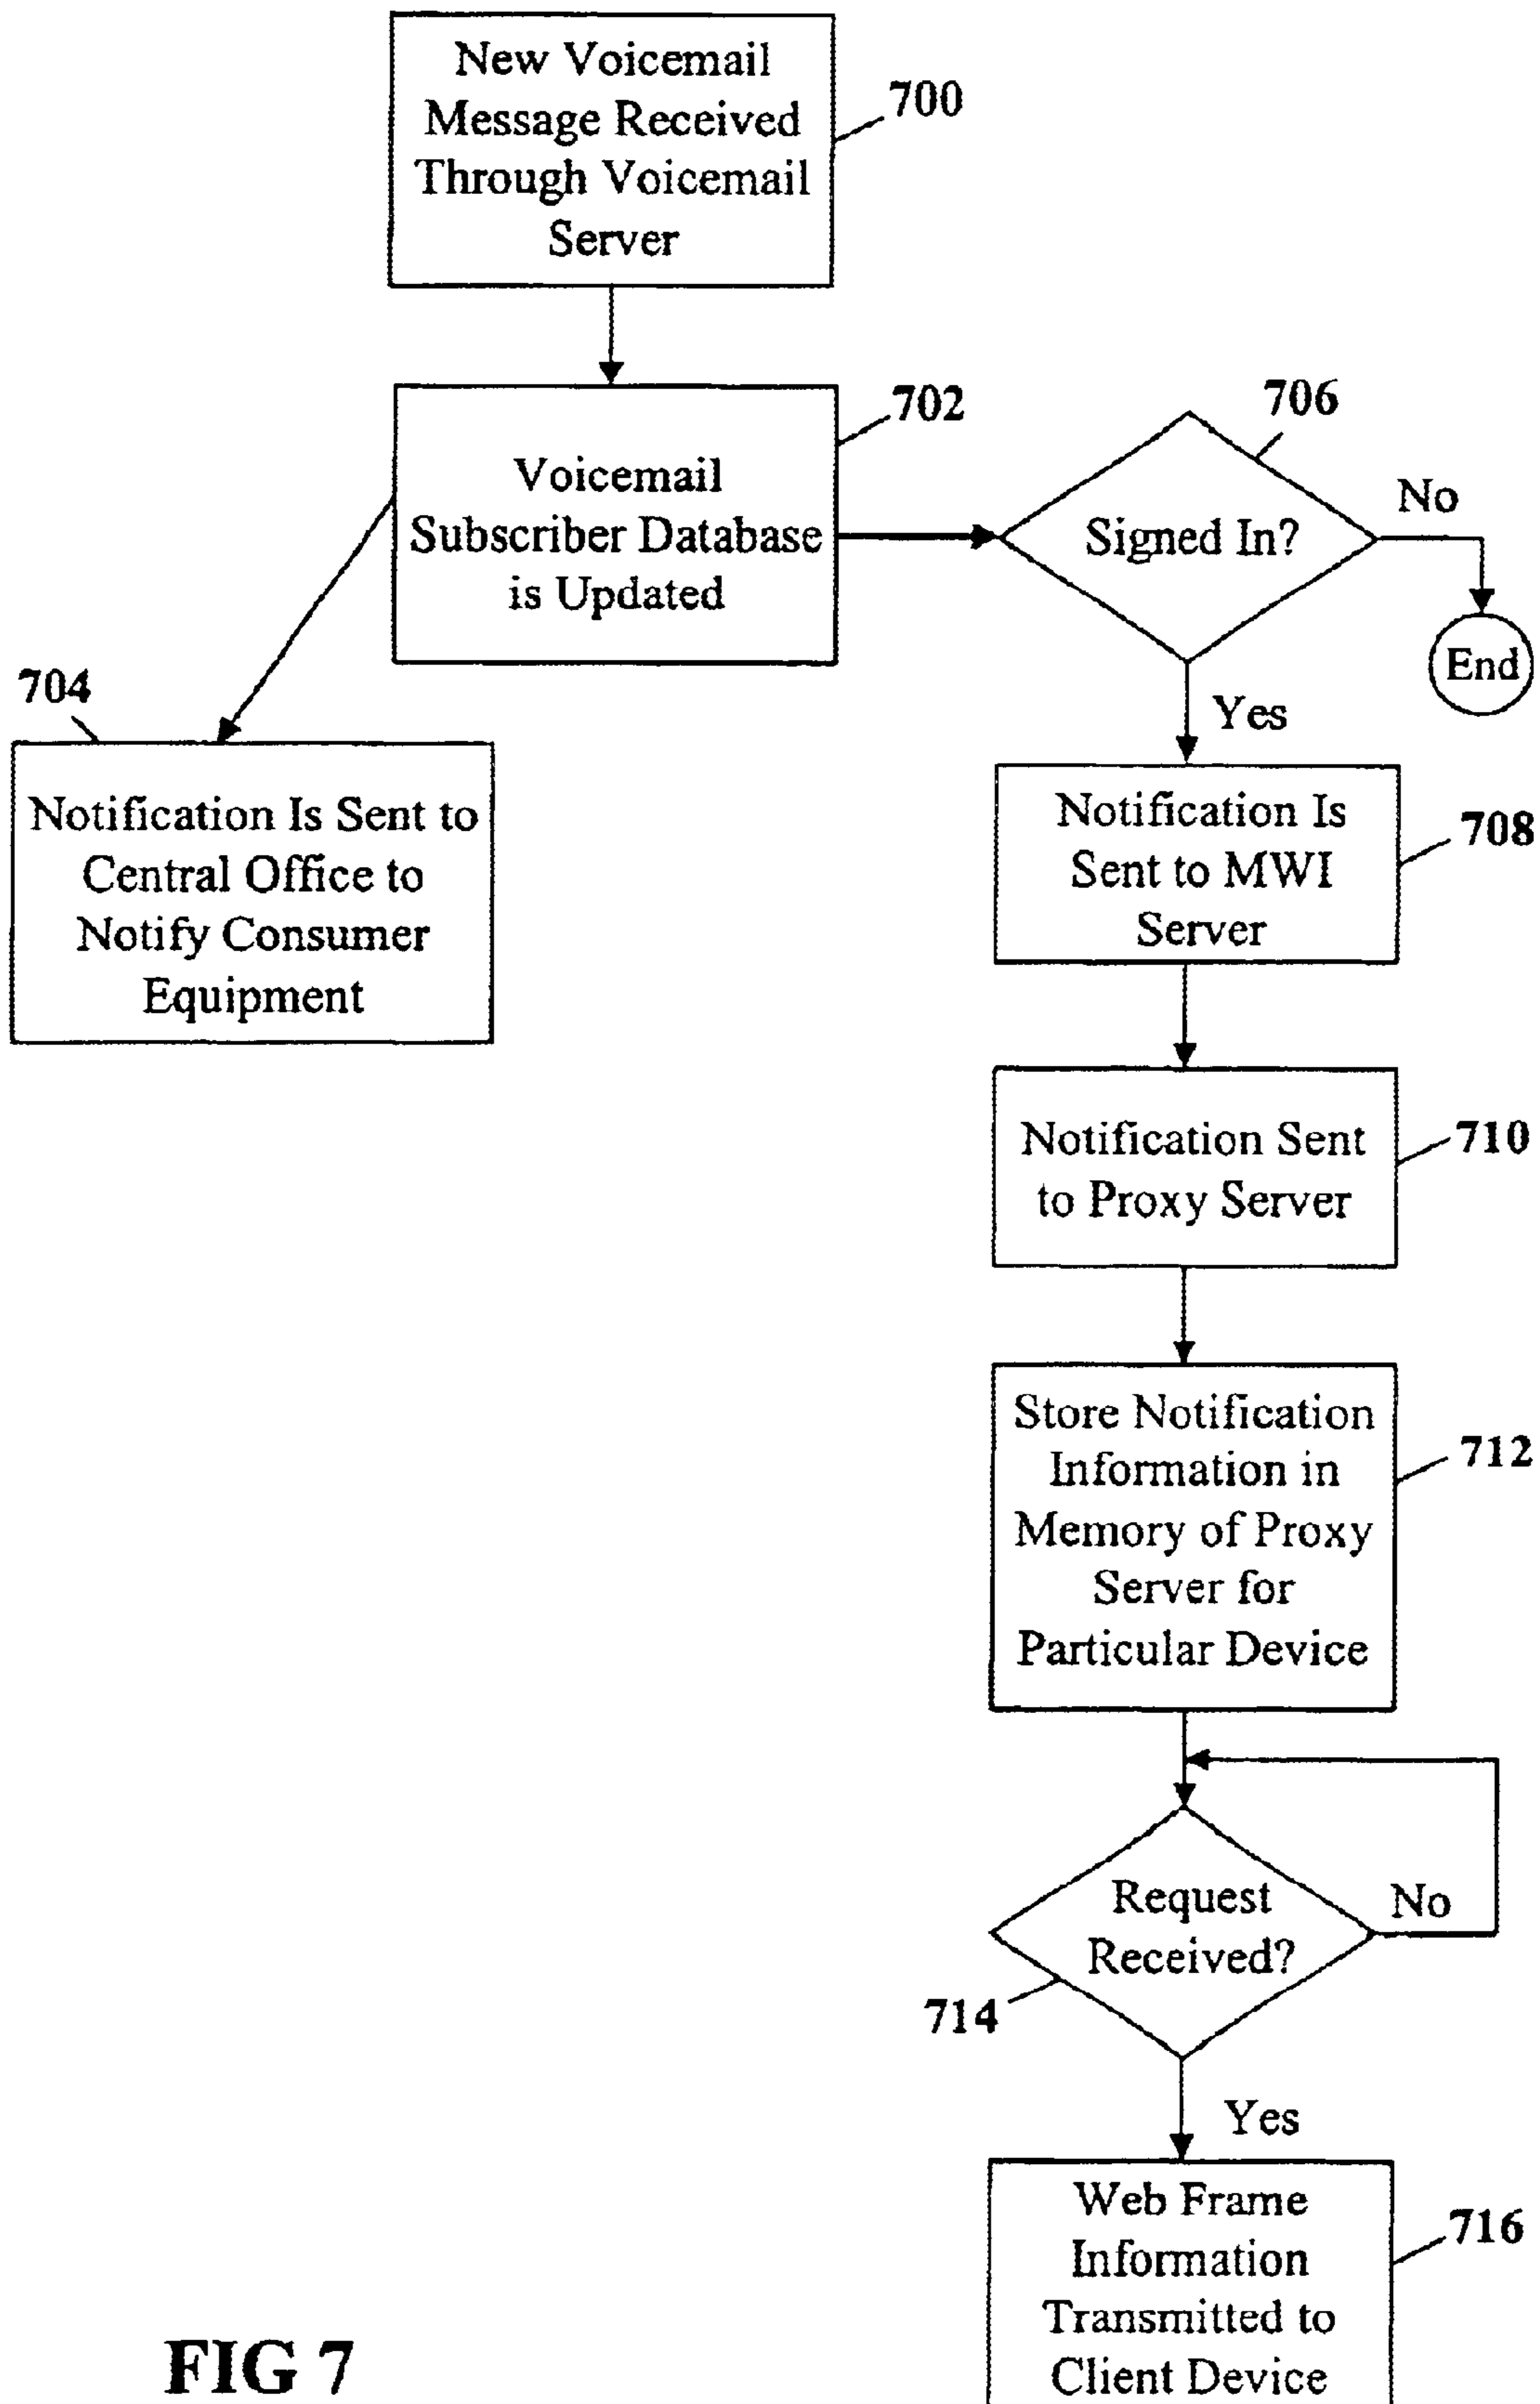 New Voicemail
Message Received
Through Voicemail
Server
700
Voicemail
Subscriber Database
is Updated
702
706
Signed In?
No
End
Yes
704
Notification Is Sent to
Central Office to
Notify Consumer
Equipment
Notification Is
Sent to MWI
Server
708
Notification Sent
to Proxy Server
710
Store Notification
Information in
Memory of Proxy
Server for
Particular Device
712
Request
Received?
No
714
Yes
Web Frame
Information
Transmitted to
Client Device
716
FIG 7